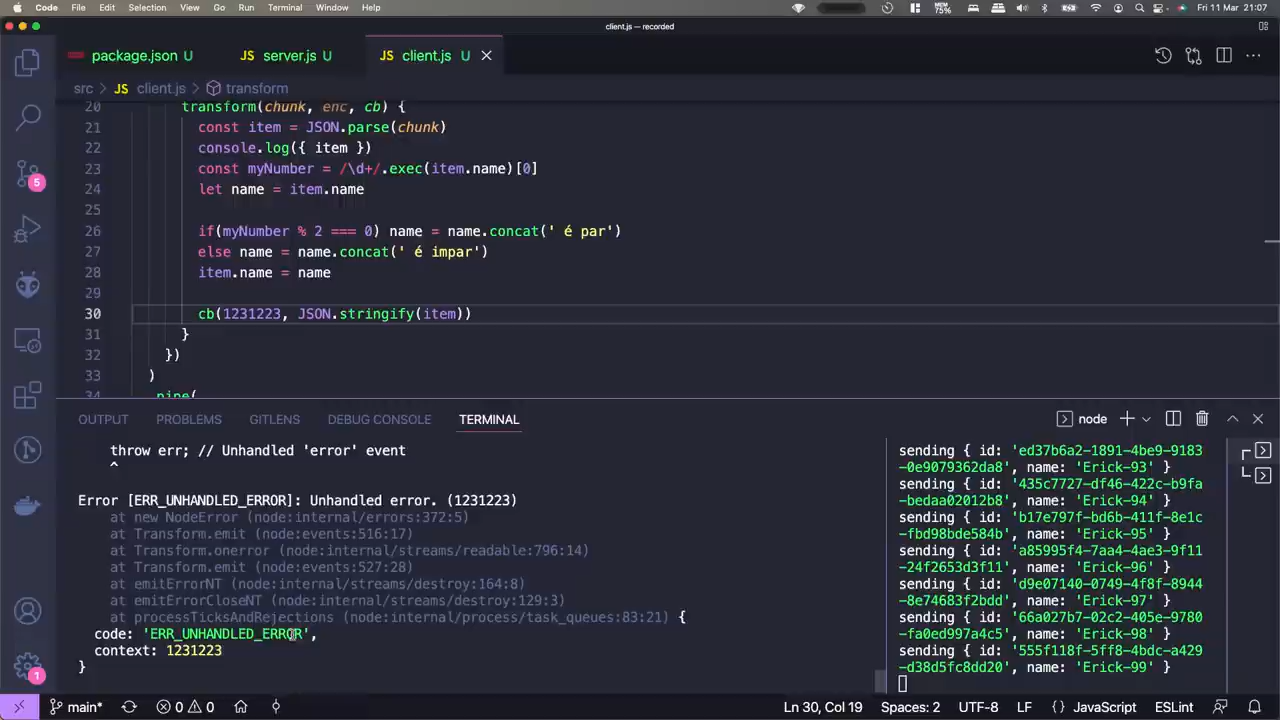 Code File Edit Selection View Go Run Terminal Window Help 75% Fri 11 Mar 21:07
client.js — recorded
package.json U JS server.js U JS client.js U
src > JS client.js > transform
20 transform(chunk, enc, cb) {
21 const item = JSON.parse(chunk)
22 console.log({ item })
23 const myNumber = /\d+/.exec(item.name)[0]
24 let name = item.name
25
26 if(myNumber % 2 === 0) name = name.concat(' é par')
27 else name = name.concat(' é impar')
28 item.name = name
29
30 cb(1231223, JSON.stringify(item))
31 }
32 })
33 )
34 .pipe(
5
1
OUTPUT PROBLEMS GITLENS DEBUG CONSOLE TERMINAL node
throw err; // Unhandled 'error' event
^
Error [ERR_UNHANDLED_ERROR]: Unhandled error. (1231223)
at new NodeError (node:internal/errors:372:5)
at Transform.emit (node:events:516:17)
at Transform.onerror (node:internal/streams/readable:796:14)
at Transform.emit (node:events:527:28)
at emitErrorNT (node:internal/streams/destroy:164:8)
at emitErrorCloseNT (node:internal/streams/destroy:129:3)
at processTicksAndRejections (node:internal/process/task_queues:83:21) {
code: 'ERR_UNHANDLED_ERROR',
context: 1231223
}
sending { id: 'ed37b6a2-1891-4be9-9183
-0e9079362da8', name: 'Erick-93' }
sending { id: '435c7727-df46-422c-b9fa
-bedaa02012b8', name: 'Erick-94' }
sending { id: 'b17e797f-bd6b-411f-8e1c
-fbd98bde584b', name: 'Erick-95' }
sending { id: 'a85995f4-7aa4-4ae3-9f11
-24f2653d3f11', name: 'Erick-96' }
sending { id: 'd9e07140-0749-4f8f-8944
-8e74683f2bdd', name: 'Erick-97' }
sending { id: '66a027b7-02c2-405e-9780
-fa0ed997a4c5', name: 'Erick-98' }
sending { id: '555f118f-5ff8-4bdc-a429
-d38d5fc8dd20', name: 'Erick-99' }
main* 0 0 Ln 30, Col 19 Spaces: 2 UTF-8 LF {} JavaScript ESLint